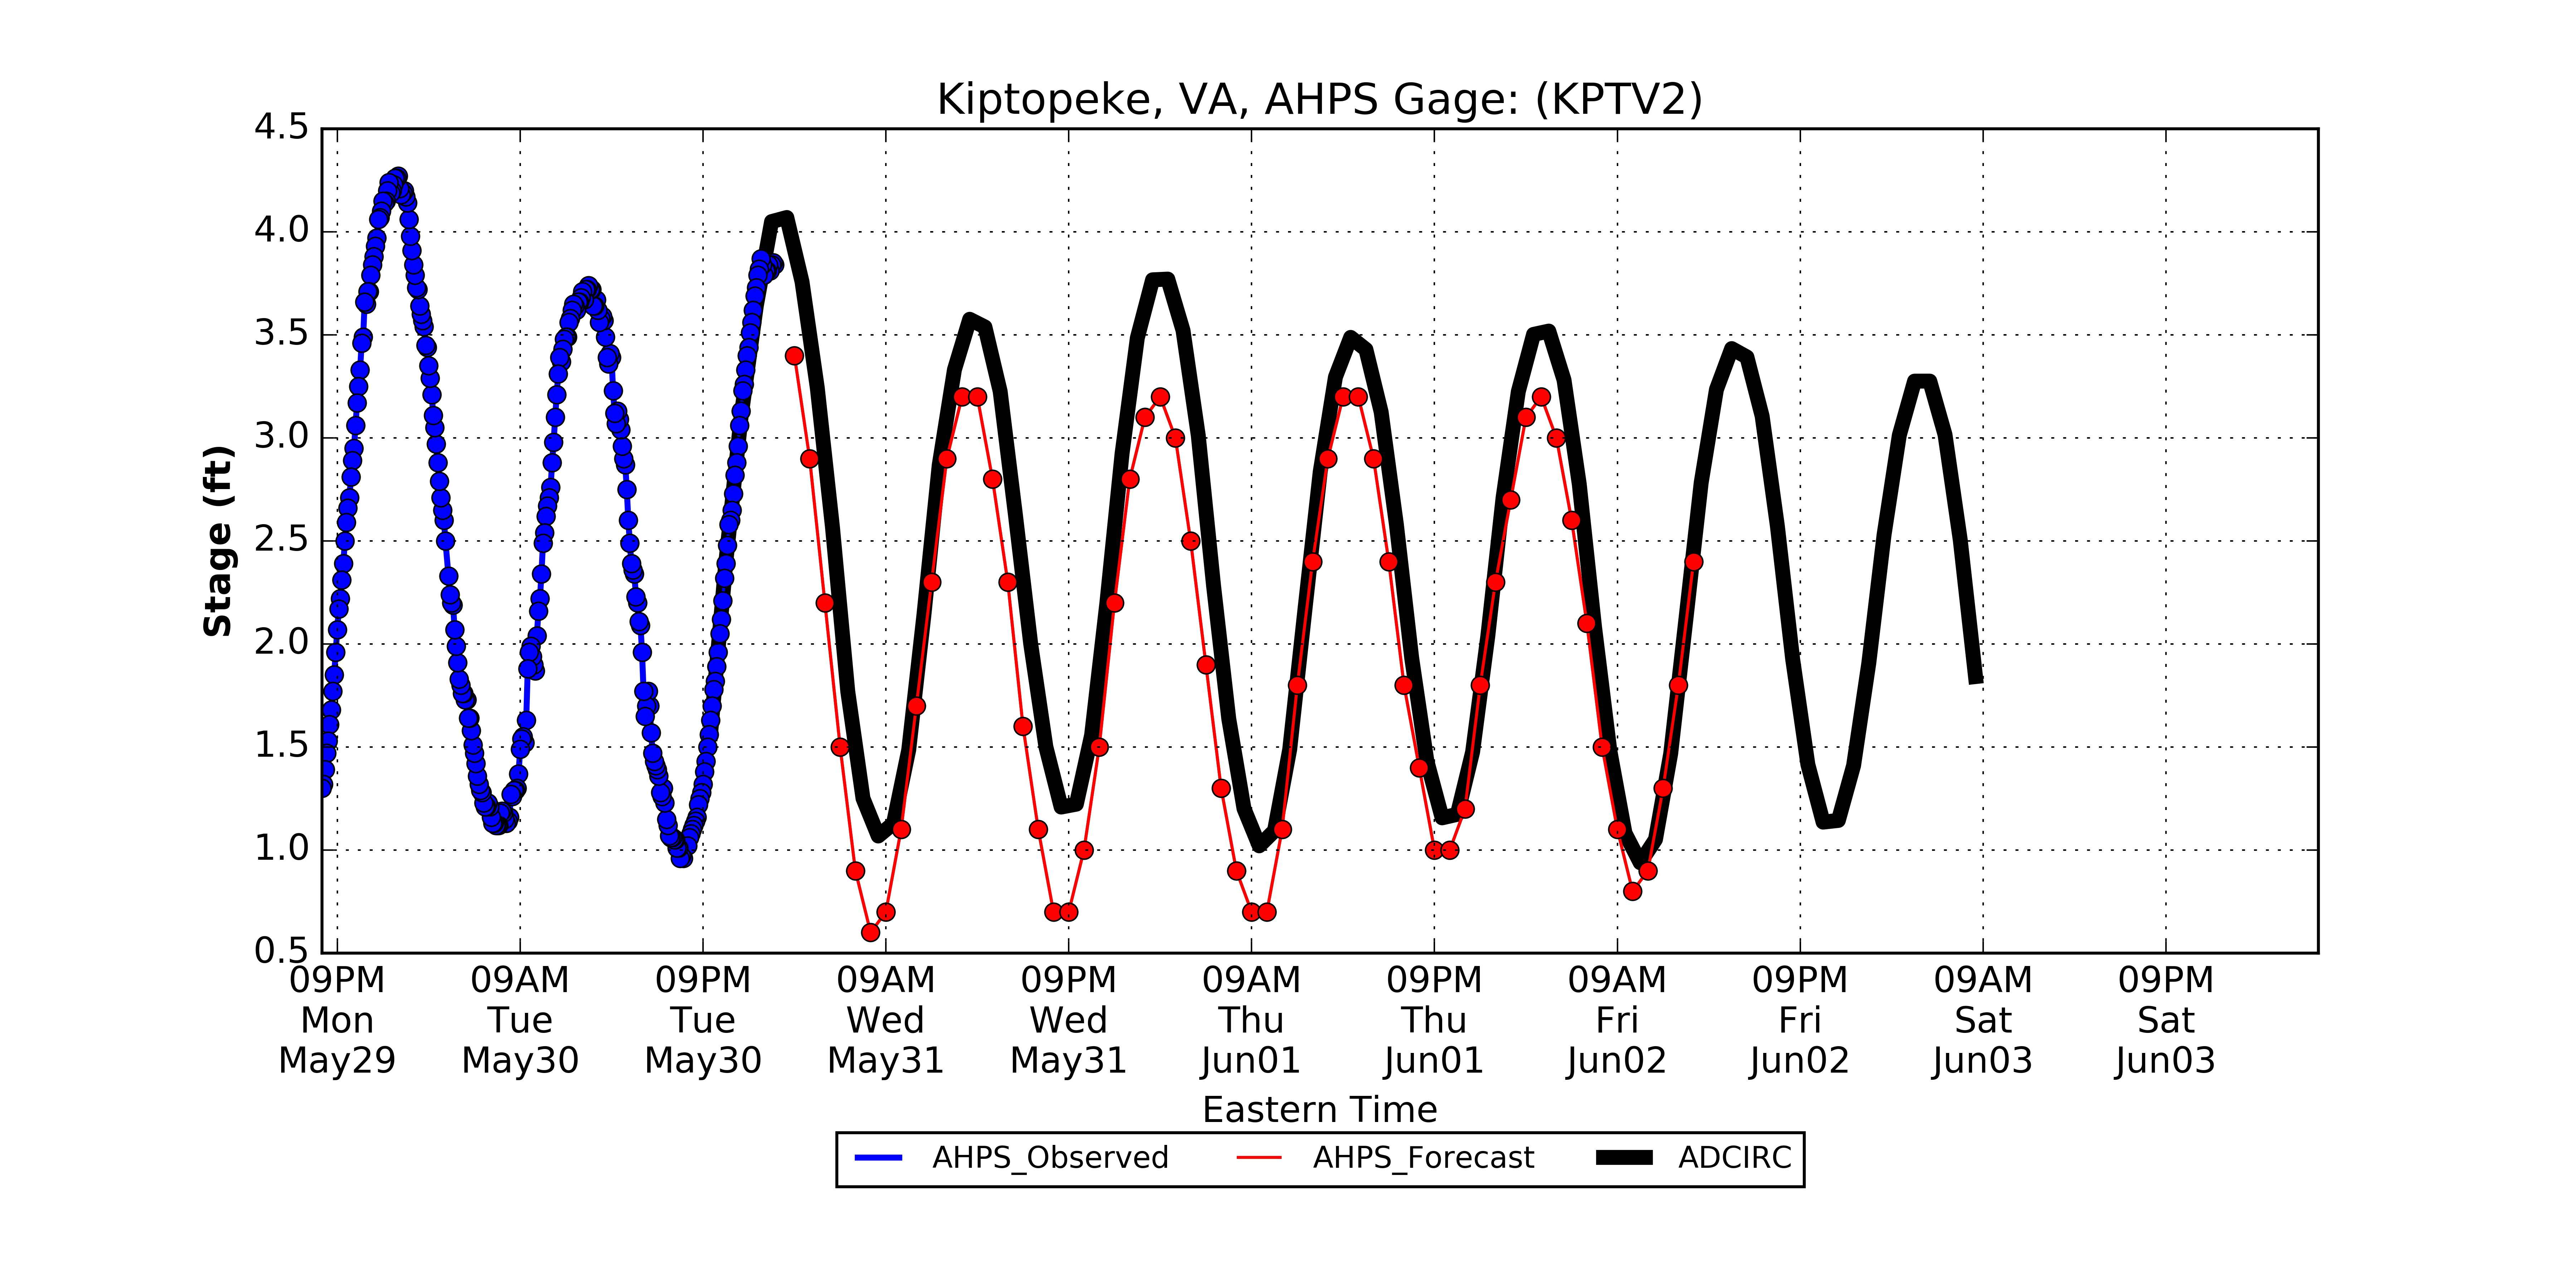 Kiptopeke, VA, AHPS Gage: (KPTV2)
4.5
4.0
3.5
3.0
2.5
2.0
1.5
1.0
0.5
Stage (ft)
09PM 09AM 09PM 09AM 09PM 09AM 09PM 09AM 09PM 09AM 09PM
Mon Tue Tue Wed Wed Thu Thu Fri Fri Sat Sat
May29 May30 May30 May31 May31 Jun01 Jun01 Jun02 Jun02 Jun03 Jun03
Eastern Time
AHPS_Observed AHPS_Forecast ADCIRC